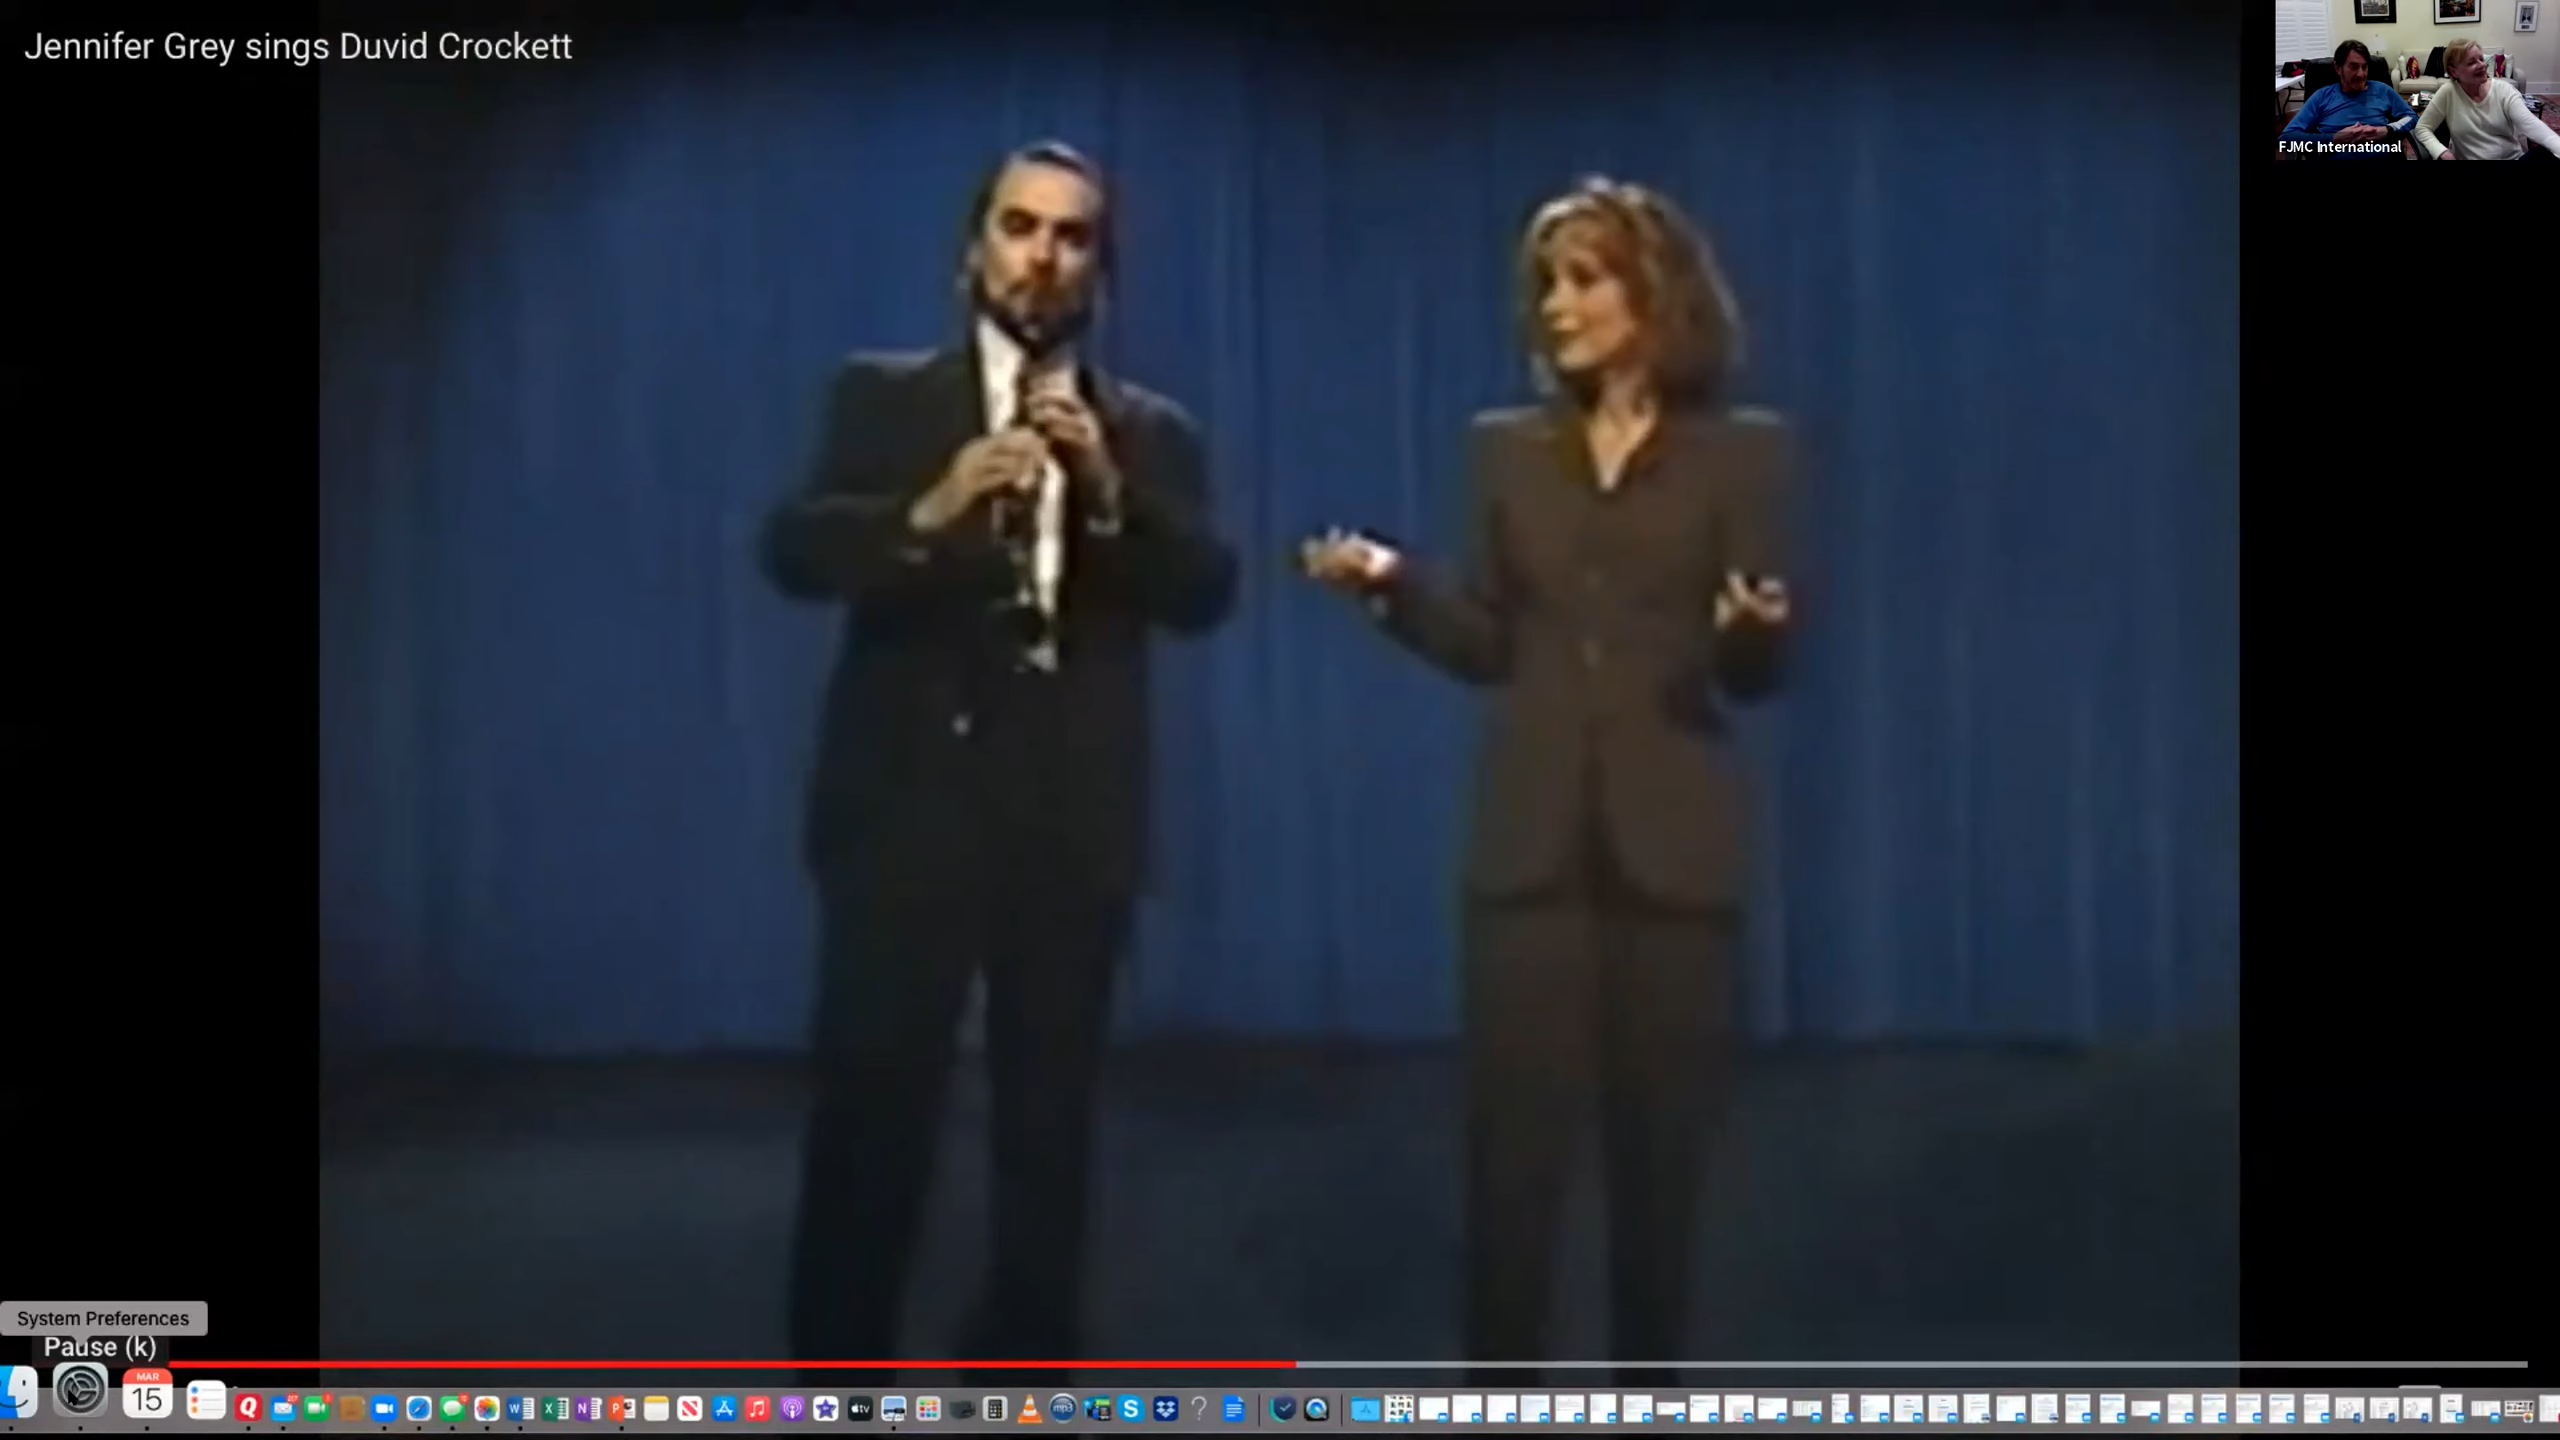 Jennifer Grey sings Duvid Crockett
FJMC International
System Preferences
Pause (k)
MAR
15